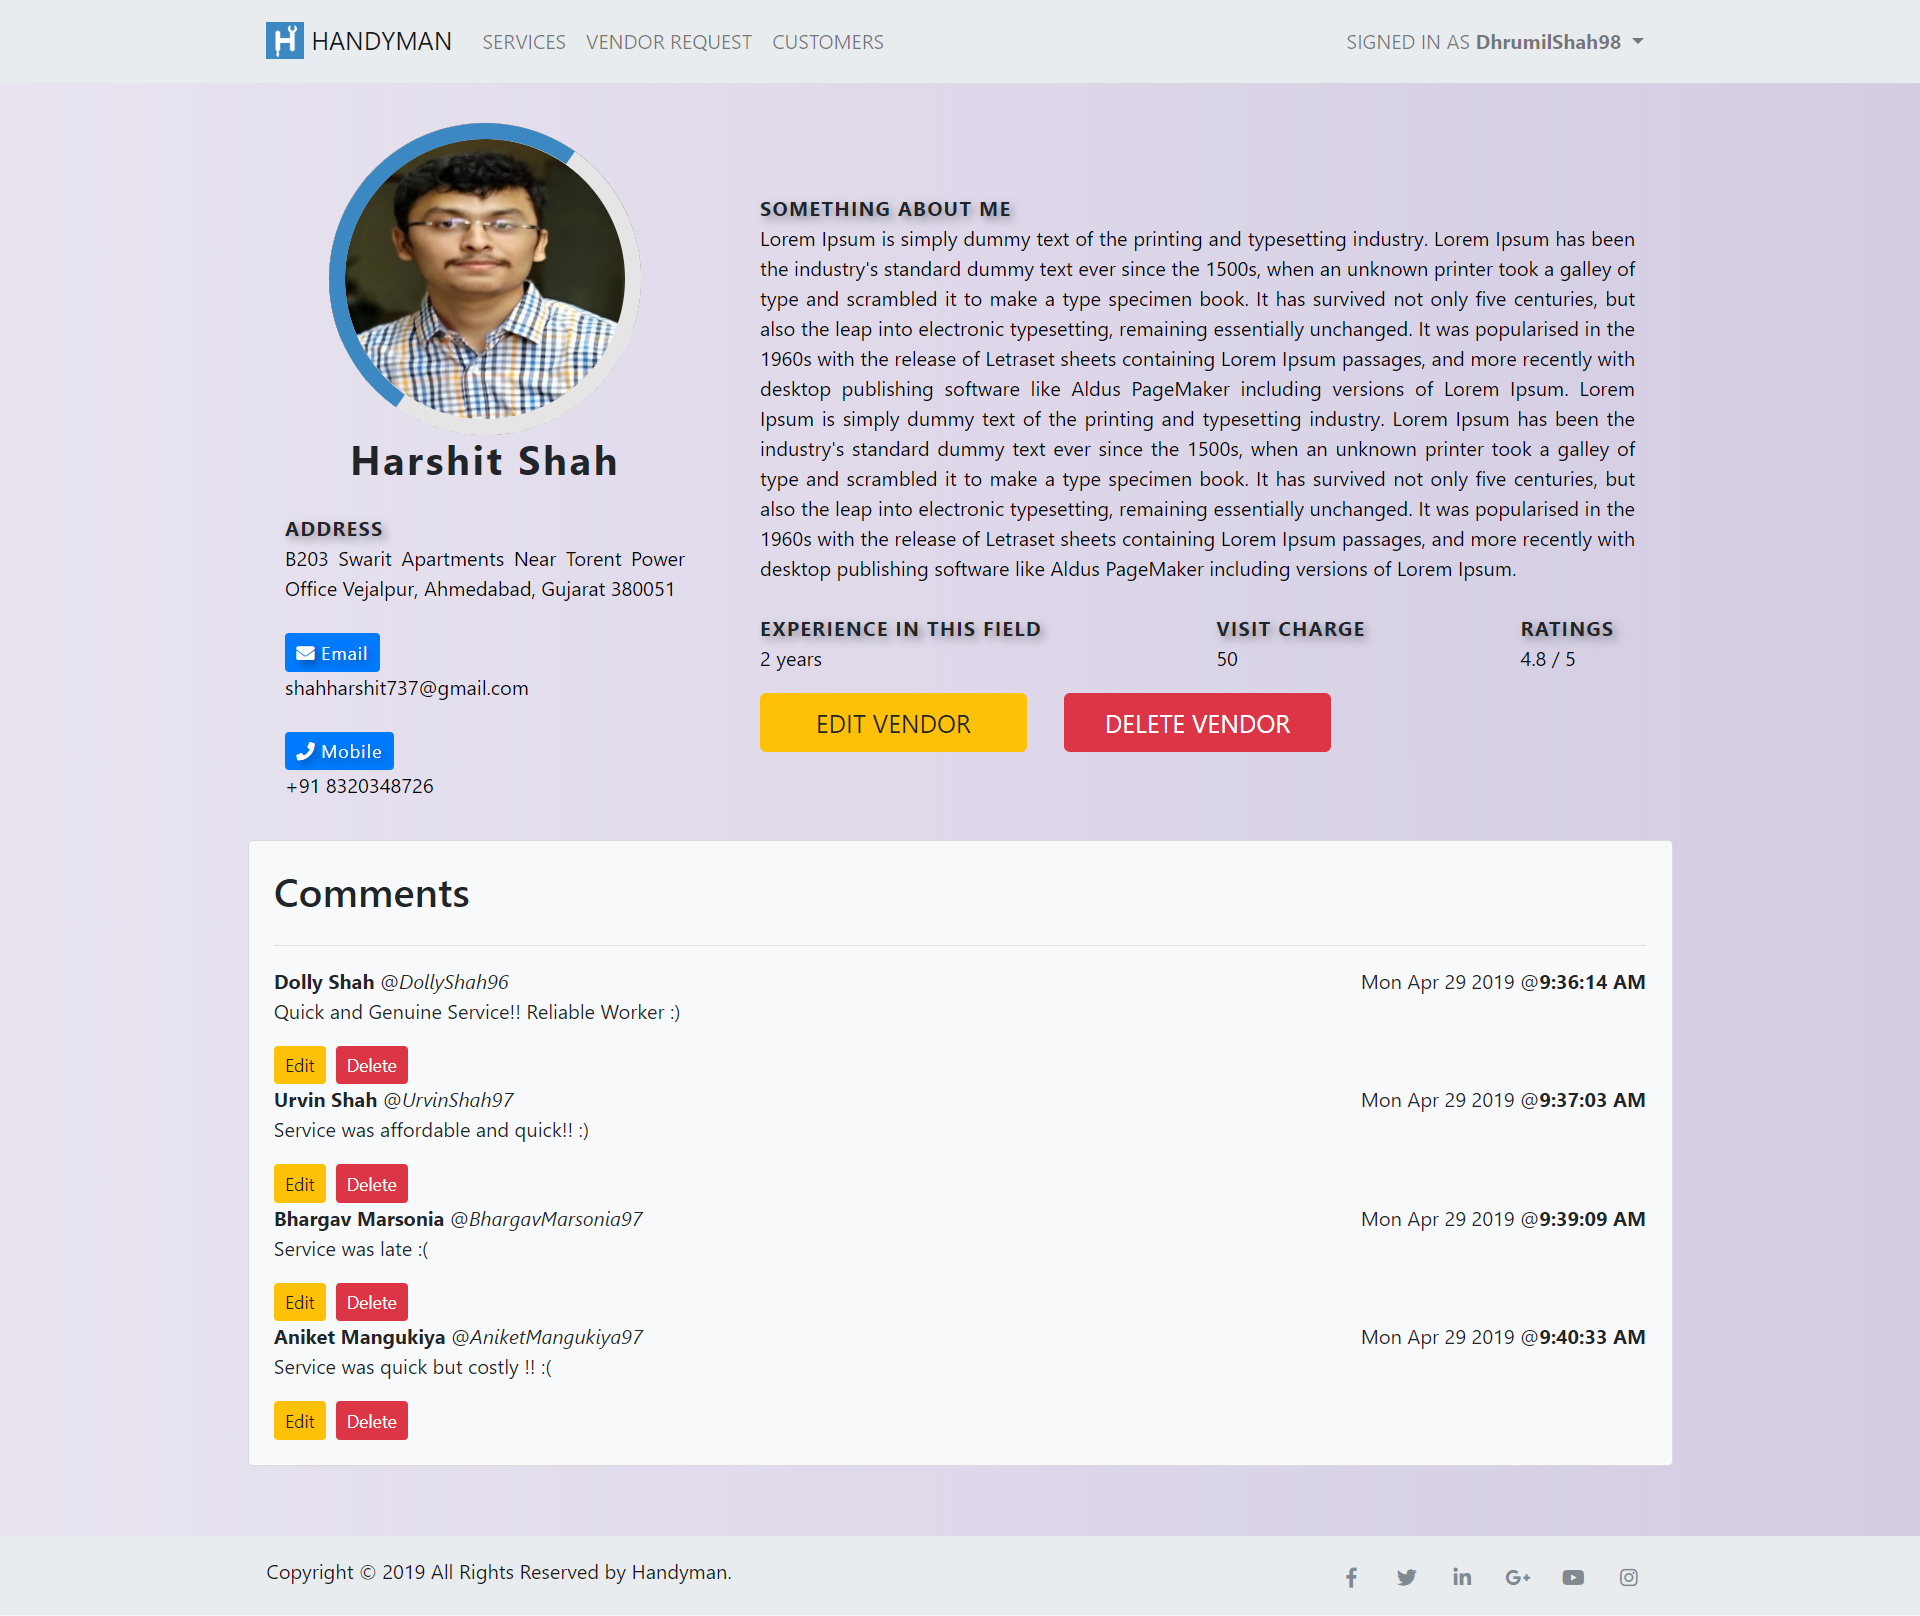 HANDYMAN SERVICES VENDOR REQUEST CUSTOMERS SIGNED IN AS DhrumilShah98
Harshit Shah
ADDRESS
B203 Swarit Apartments Near Torent Power
Office Vejalpur, Ahmedabad, Gujarat 380051
Email
shahharshit737@gmail.com
Mobile
+91 8320348726
SOMETHING ABOUT ME
Lorem Ipsum is simply dummy text of the printing and typesetting industry. Lorem Ipsum has been
the industry's standard dummy text ever since the 1500s, when an unknown printer took a galley of
type and scrambled it to make a type specimen book. It has survived not only five centuries, but
also the leap into electronic typesetting, remaining essentially unchanged. It was popularised in the
1960s with the release of Letraset sheets containing Lorem Ipsum passages, and more recently with
desktop publishing software like Aldus PageMaker including versions of Lorem Ipsum. Lorem
Ipsum is simply dummy text of the printing and typesetting industry. Lorem Ipsum has been the
industry's standard dummy text ever since the 1500s, when an unknown printer took a galley of
type and scrambled it to make a type specimen book. It has survived not only five centuries, but
also the leap into electronic typesetting, remaining essentially unchanged. It was popularised in the
1960s with the release of Letraset sheets containing Lorem Ipsum passages, and more recently with
desktop publishing software like Aldus PageMaker including versions of Lorem Ipsum.
EXPERIENCE IN THIS FIELD VISIT CHARGE RATINGS
2 years 50 4.8 / 5
EDIT VENDOR DELETE VENDOR
Comments
Dolly Shah @DollyShah96 Mon Apr 29 2019 @9:36:14 AM
Quick and Genuine Service!! Reliable Worker :)
Edit Delete
Urvin Shah @UrvinShah97 Mon Apr 29 2019 @9:37:03 AM
Service was affordable and quick!! :)
Edit Delete
Bhargav Marsonia @BhargavMarsonia97 Mon Apr 29 2019 @9:39:09 AM
Service was late :(
Edit Delete
Aniket Mangukiya @AniketMangukiya97 Mon Apr 29 2019 @9:40:33 AM
Service was quick but costly !! :(
Edit Delete
Copyright © 2019 All Rights Reserved by Handyman.